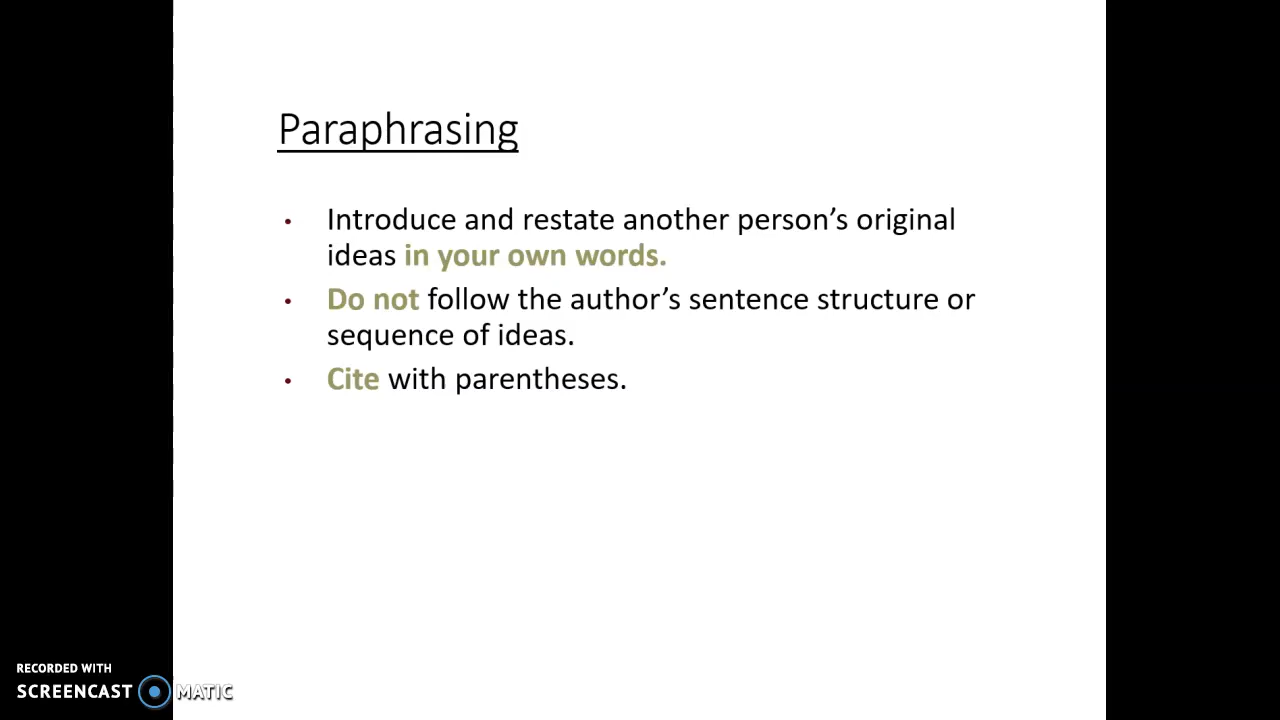 Paraphrasing
• Introduce and restate another person’s original
ideas in your own words.
• Do not follow the author’s sentence structure or
sequence of ideas.
• Cite with parentheses.
RECORDED WITH
SCREENCAST MATIC